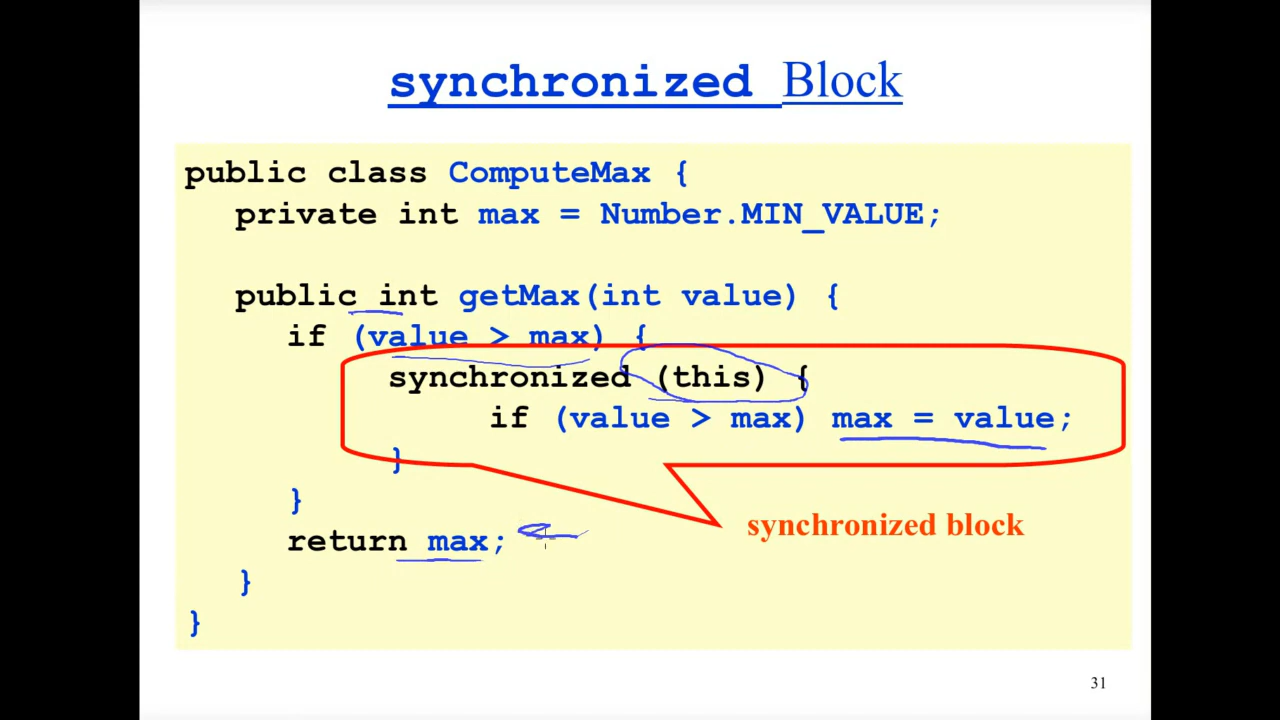 synchronized Block
public class ComputeMax {
private int max = Number.MIN_VALUE;
public int getMax(int value) {
if (value > max) {
synchronized (this) {
if (value > max) max = value;
}
}
return max;
synchronized block
}
}
31